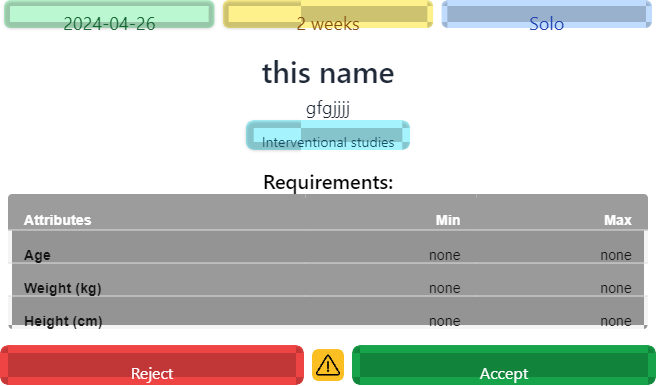 2024-04-26 2 weeks Solo
this name
gfgjjjj
Interventional studies
Requirements:
Attributes Min Max
Age none none
Weight (kg) none none
Height (cm) none none
Reject Accept